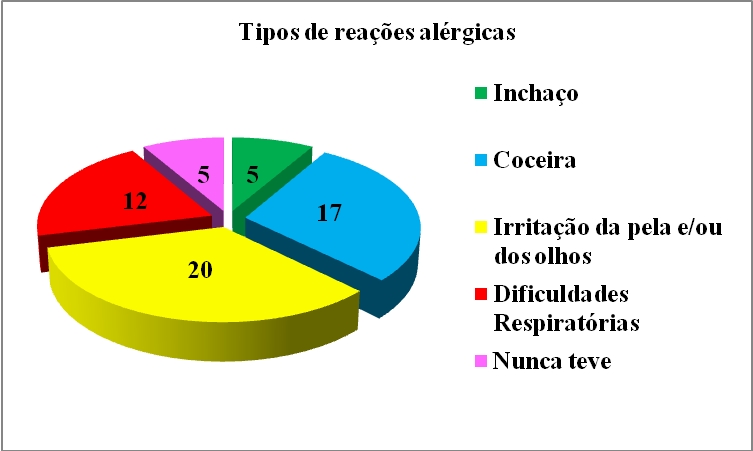 Tipos de reações alérgicas
Inchaço
Coceira
Irritação da pela e/ou
dos olhos
Dificuldades
Respiratórias
Nunca teve
5
17
20
12
5